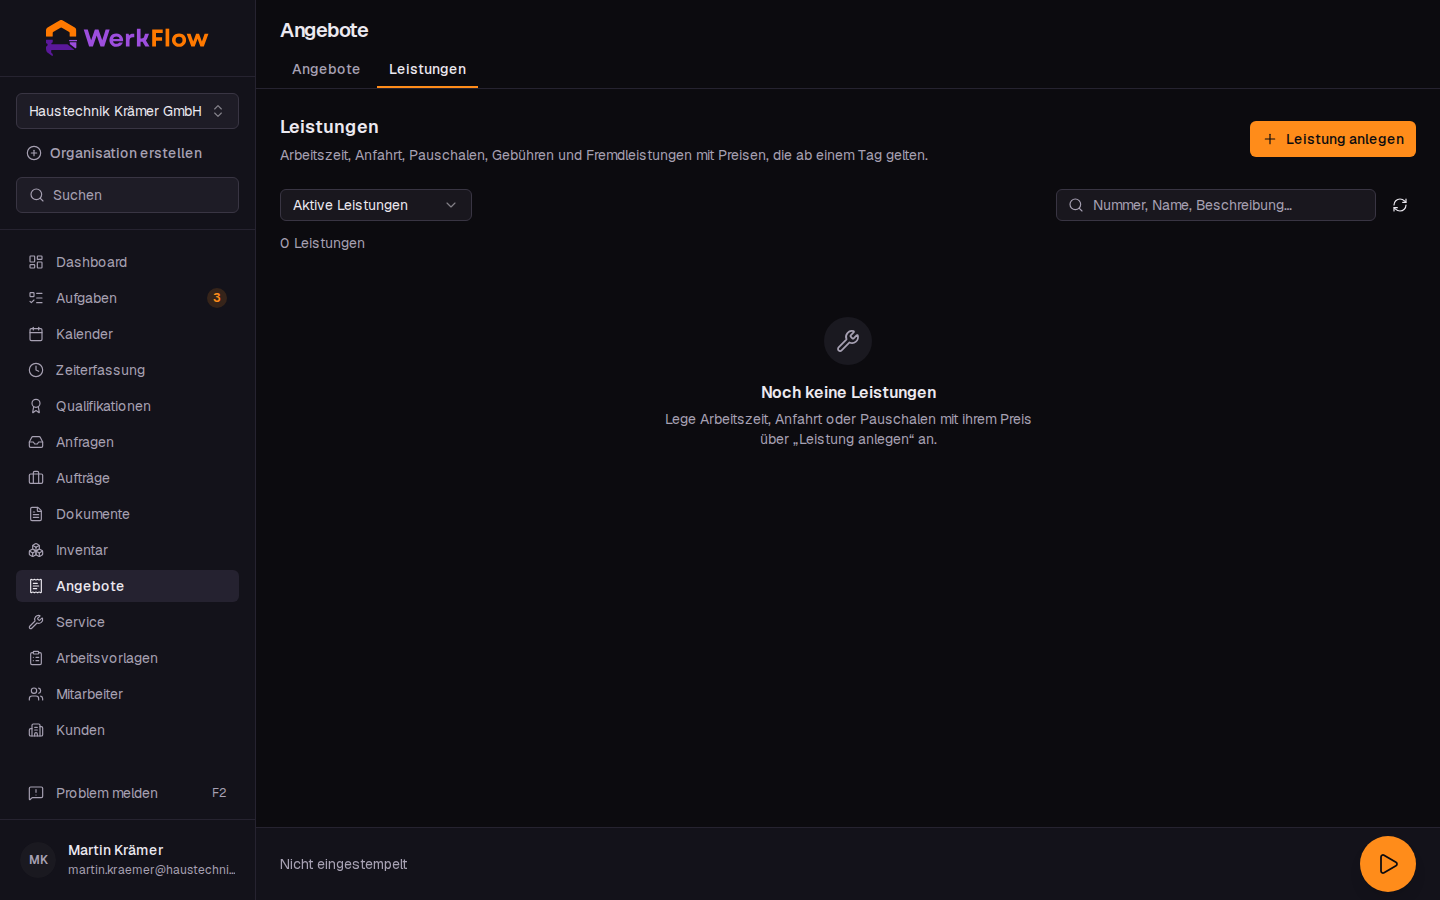 WerkFlow
Haustechnik Krämer GmbH
Organisation erstellen
Suchen
Dashboard
Aufgaben 3
Kalender
Zeiterfassung
Qualifikationen
Anfragen
Aufträge
Dokumente
Inventar
Angebote
Service
Arbeitsvorlagen
Mitarbeiter
Kunden
Problem melden F2
MK
Martin Krämer
martin.kraemer@haustechni…
Angebote
Angebote Leistungen
Leistungen
Arbeitszeit, Anfahrt, Pauschalen, Gebühren und Fremdleistungen mit Preisen, die ab einem Tag gelten.
Leistung anlegen
Aktive Leistungen
Nummer, Name, Beschreibung…
0 Leistungen
Noch keine Leistungen
Lege Arbeitszeit, Anfahrt oder Pauschalen mit ihrem Preis
über „Leistung anlegen“ an.
Nicht eingestempelt